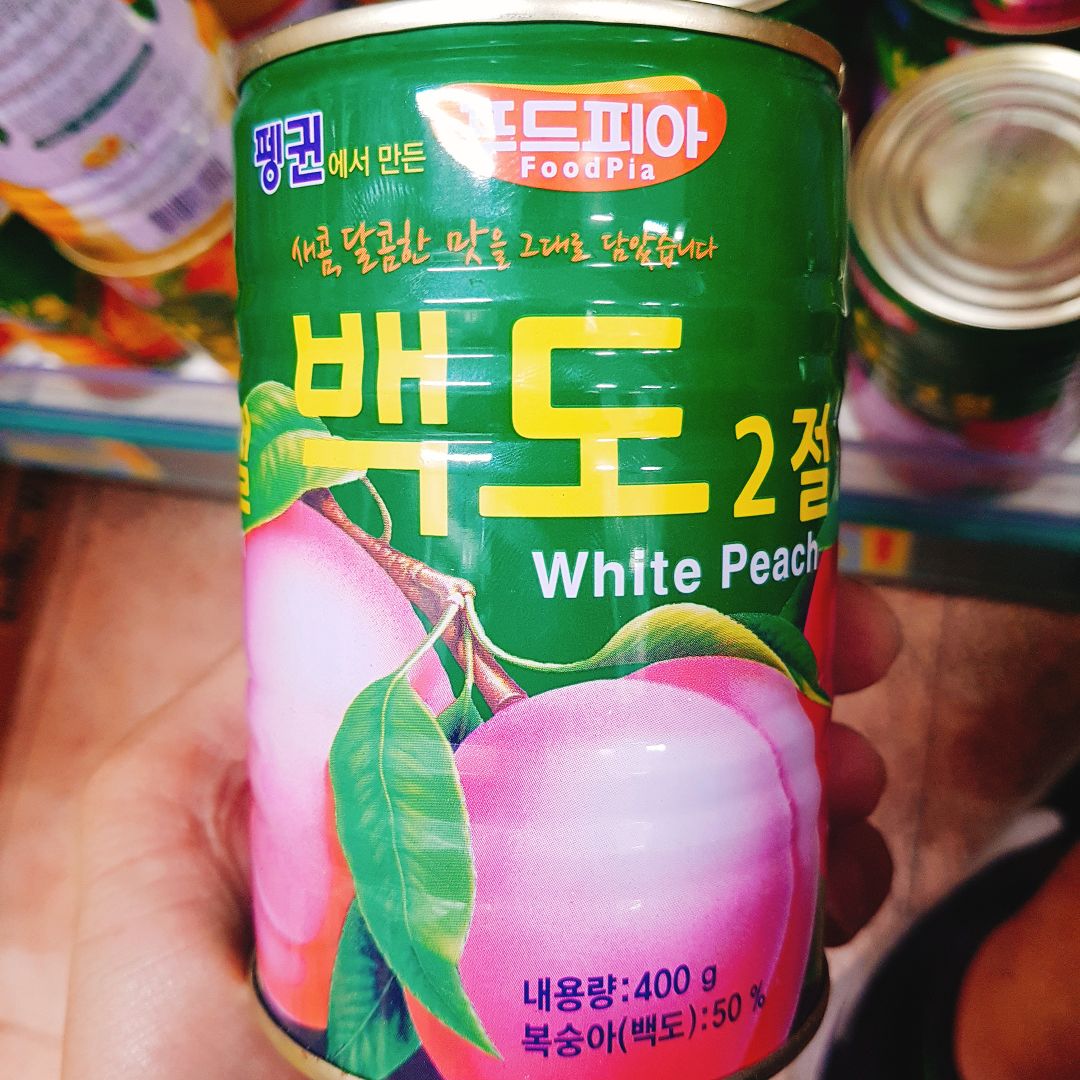 펭귄에서 만든
푸드피아
FoodPia
새콤, 달콤한 맛을 그대로 담았습니다
백도 2절
White Peach
내용량:400 g
복숭아(백도):50 %